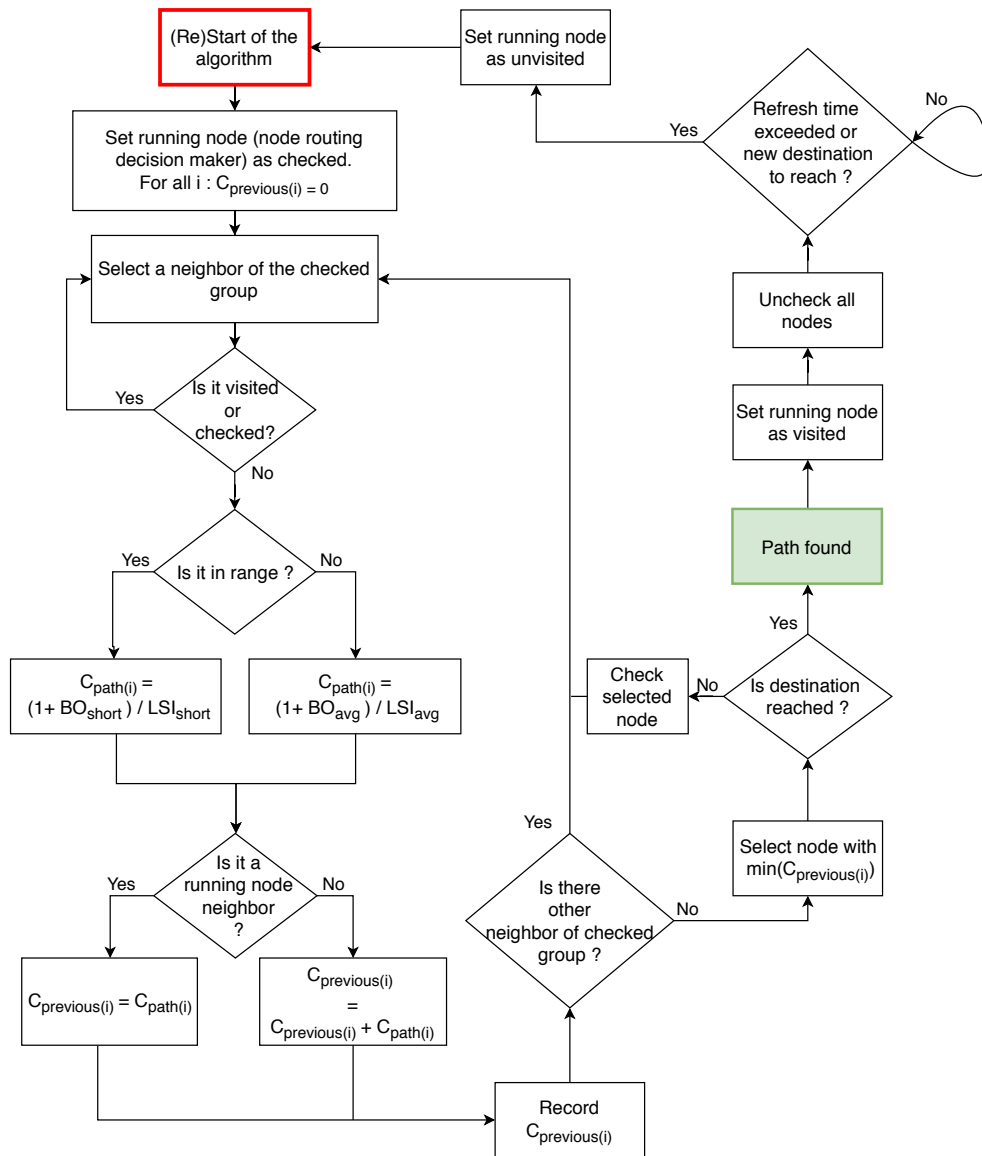 (Re)Start of the
algorithm
Set running node
as unvisited
Refresh time
exceeded or
new destination
to reach ?
Yes
No
Set running node (node routing
decision maker) as checked.
For all i : Cprevious(i) = 0
Select a neighbor of the checked
group
Uncheck all
nodes
Is it visited
or
checked?
Yes
No
Set running node
as visited
Path found
Is it in range ?
Yes
No
Cpath(i) =
(1+ BOshort ) / LSIshort
Cpath(i) =
(1+ BOavg ) / LSIavg
Check
selected
node
No
Yes
Is destination
reached ?
Is it a
running node
neighbor
?
Yes
No
Yes
Is there
other
neighbor of checked
group ?
No
Select node with
min(Cprevious(i))
Cprevious(i) = Cpath(i)
Cprevious(i)
=
Cprevious(i) + Cpath(i)
Record
Cprevious(i)